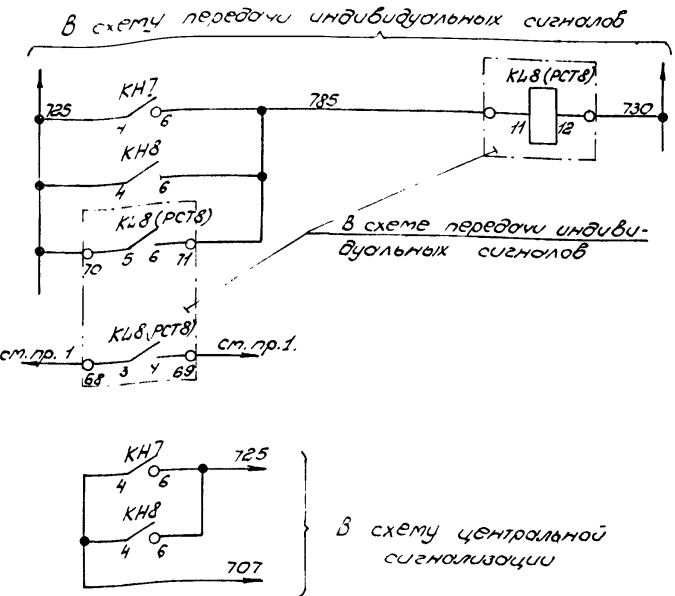 В схему передачи индивидуальных сигналов
KL8(РСТ8)
КН7
725
785
730
4 6
11 12
КН8
4 6
KL8(РСТ8)
70 5 6 71
В схеме передачи индиви-
дуальных сигналов
KL8(РСТ8)
см.пр. 1
см.пр.1.
68 3 4 69
КН7
725
4 6
КН8
4 6
В схему центральной
сигнализации
707